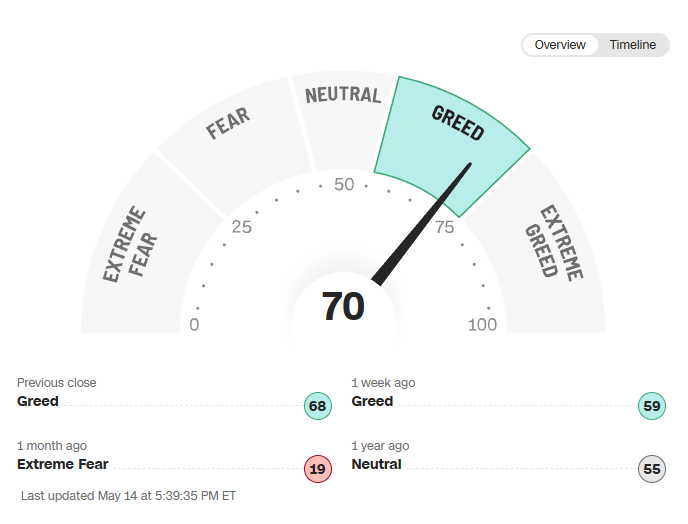 Overview Timeline
NEUTRAL
FEAR
GREED
EXTREME
FEAR
EXTREME
GREED
50
25
75
0
100
70
Previous close
Greed
68
1 week ago
Greed
59
1 month ago
Extreme Fear
19
1 year ago
Neutral
55
Last updated May 14 at 5:39:35 PM ET